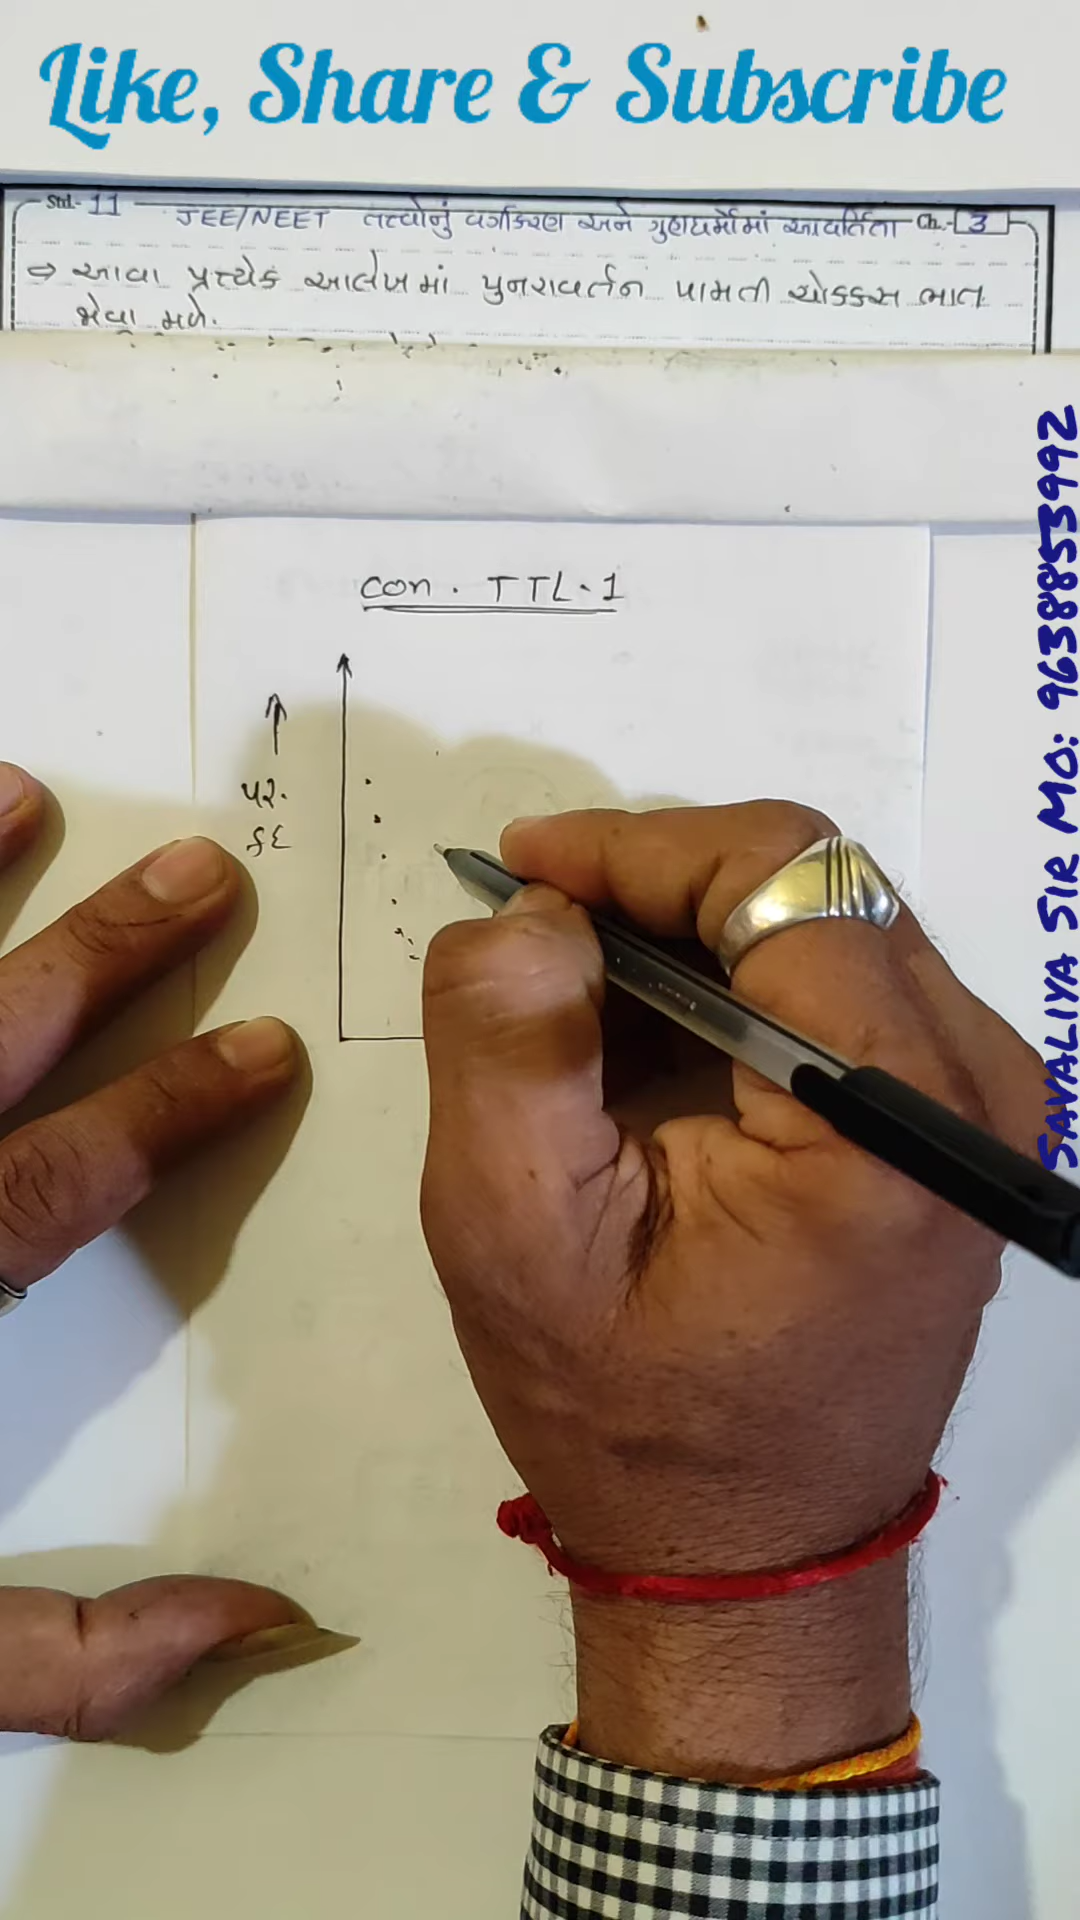 Like, Share & Subscribe
Std.- 11 JEE/NEET તત્ત્વોનું વર્ગીકરણ અને ગુણધર્મોમાં આવર્તિતા Ch.- 3
⇒ આવા પ્રત્યેક આલેખમાં પુનરાવર્તન પામતી ચોક્કસ ભાત
જોવા મળે.
con. TTL-1
પર.
કદ
SAVALIYA SIR MO: 9638853992